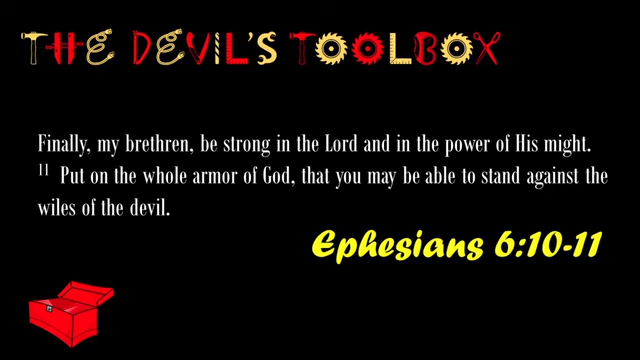 THE DEVIL'S TOOLBOX
Finally, my brethren, be strong in the Lord and in the power of His might.
11 Put on the whole armor of God, that you may be able to stand against the
wiles of the devil.
Ephesians 6:10-11